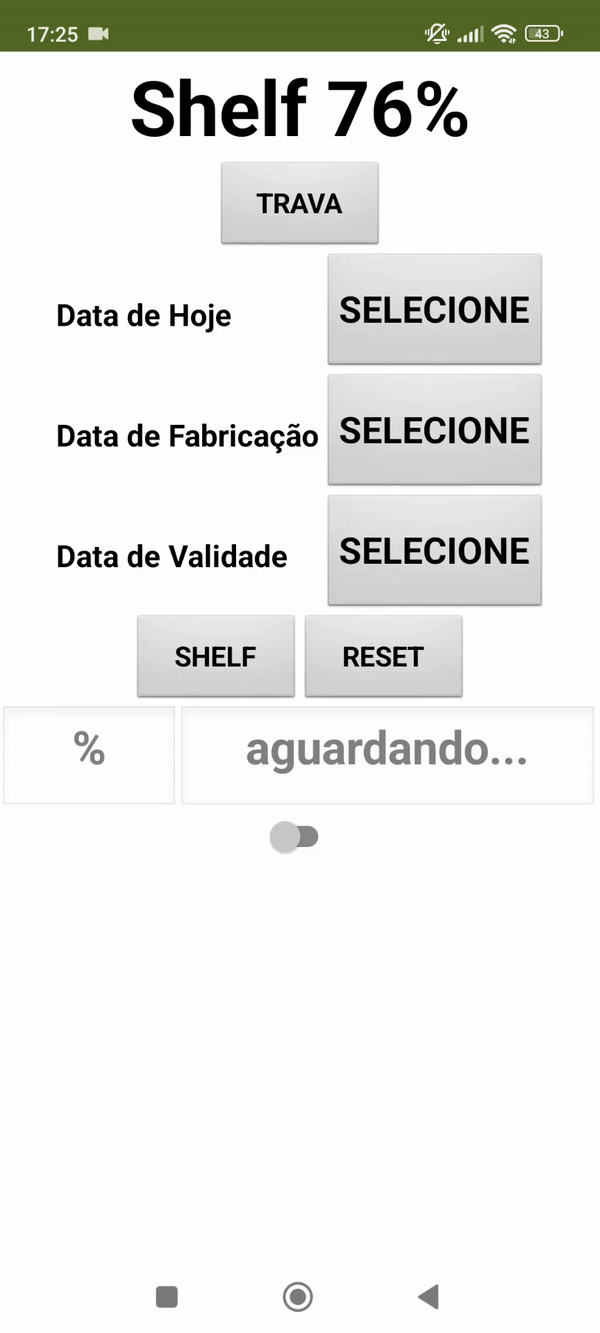 17:25 43
Shelf 76%
TRAVA
Data de Hoje SELECIONE
Data de Fabricação SELECIONE
Data de Validade SELECIONE
SHELF RESET
% aguardando...